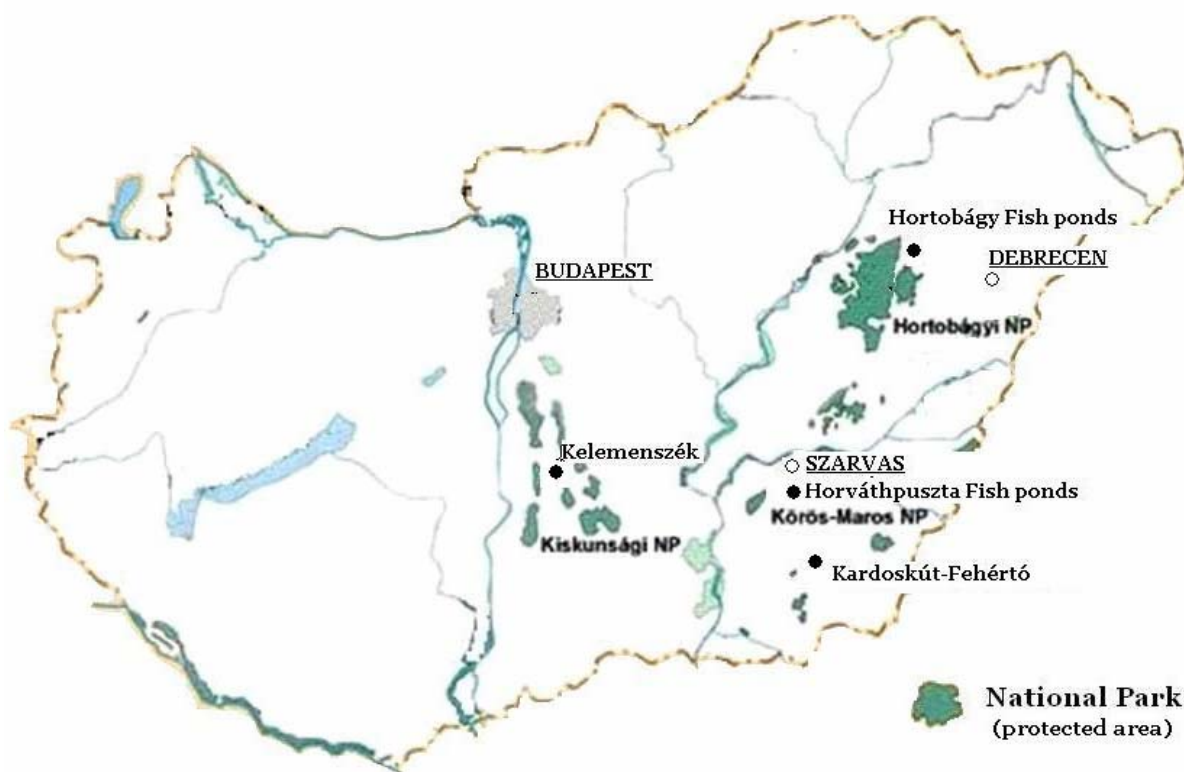 Hortobágy Fish ponds
DEBRECEN
BUDAPEST
Hortobágyi NP
Kelemenszék
SZARVAS
Horváthpuszta Fish ponds
Körös-Maros NP
Kiskunsági NP
Kardoskút-Fehértó
National Park
(protected area)